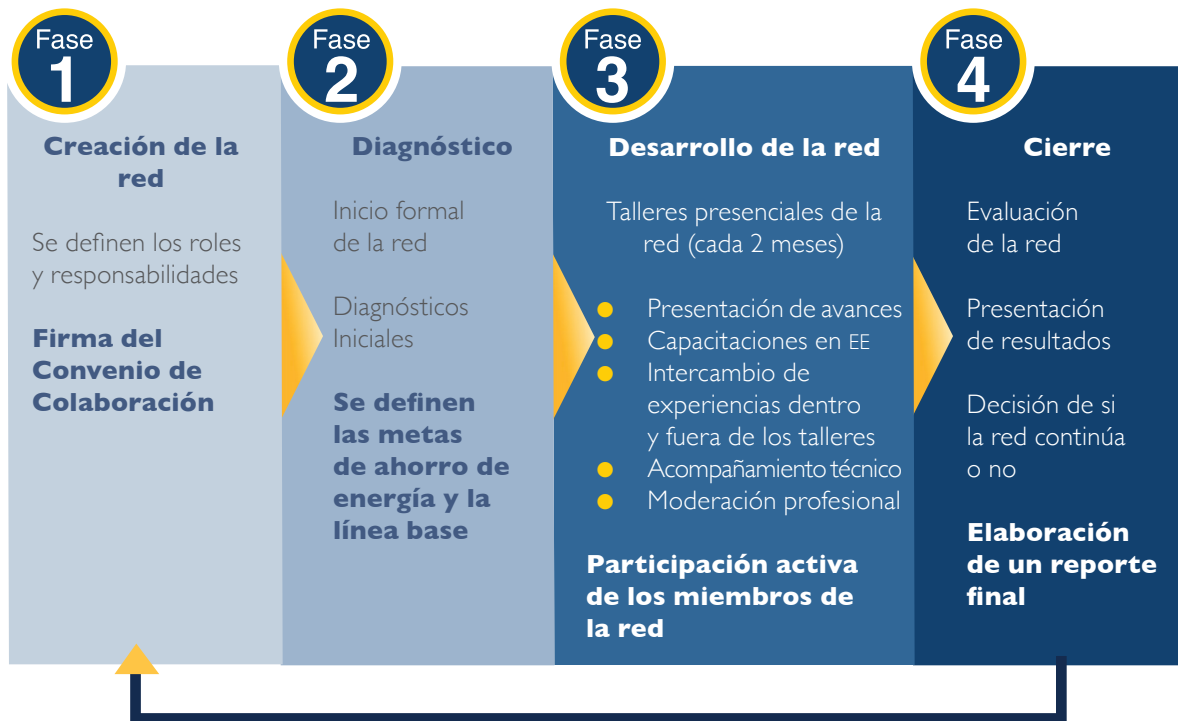 Fase
1
Creación de la
red
Se definen los roles
y responsabilidades
Firma del
Convenio de
Colaboración
Fase
2
Diagnóstico
Inicio formal
de la red
Diagnósticos
Iniciales
Se definen
las metas
de ahorro de
energía y la
línea base
Fase
3
Desarrollo de la red
Talleres presenciales de la
red (cada 2 meses)
Presentación de avances
Capacitaciones en EE
Intercambio de
experiencias dentro
y fuera de los talleres
Acompañamiento técnico
Moderación profesional
Participación activa
de los miembros de
la red
Fase
4
Cierre
Evaluación
de la red
Presentación
de resultados
Decisión de si
la red continúa
o no
Elaboración
de un reporte
final